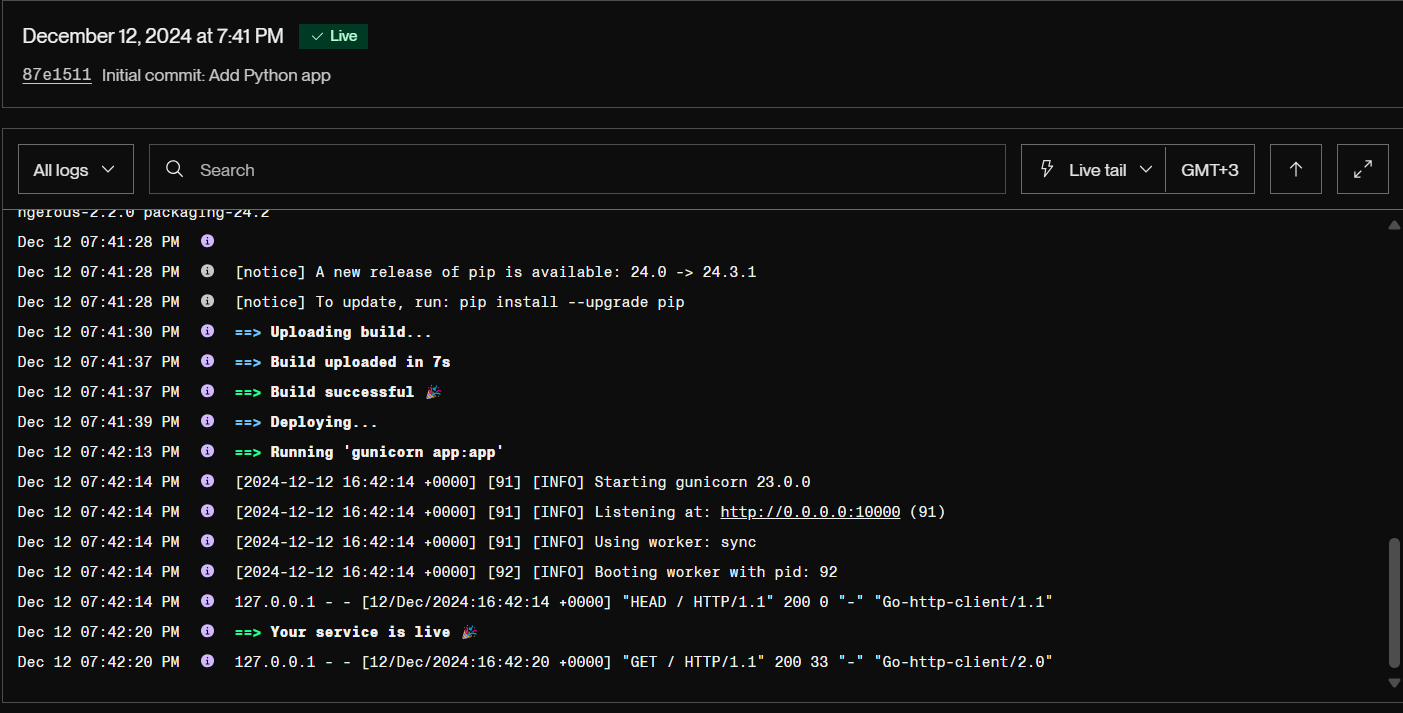 December 12, 2024 at 7:41 PM Live
87e1511 Initial commit: Add Python app
All logs Search Live tail GMT+3
ngerous-2.2.0 packaging-24.2
Dec 12 07:41:28 PM
Dec 12 07:41:28 PM [notice] A new release of pip is available: 24.0 -> 24.3.1
Dec 12 07:41:28 PM [notice] To update, run: pip install --upgrade pip
Dec 12 07:41:30 PM ==> Uploading build...
Dec 12 07:41:37 PM ==> Build uploaded in 7s
Dec 12 07:41:37 PM ==> Build successful 🎉
Dec 12 07:41:39 PM ==> Deploying...
Dec 12 07:42:13 PM ==> Running 'gunicorn app:app'
Dec 12 07:42:14 PM [2024-12-12 16:42:14 +0000] [91] [INFO] Starting gunicorn 23.0.0
Dec 12 07:42:14 PM [2024-12-12 16:42:14 +0000] [91] [INFO] Listening at: http://0.0.0.0:10000 (91)
Dec 12 07:42:14 PM [2024-12-12 16:42:14 +0000] [91] [INFO] Using worker: sync
Dec 12 07:42:14 PM [2024-12-12 16:42:14 +0000] [92] [INFO] Booting worker with pid: 92
Dec 12 07:42:14 PM 127.0.0.1 - - [12/Dec/2024:16:42:14 +0000] "HEAD / HTTP/1.1" 200 0 "-" "Go-http-client/1.1"
Dec 12 07:42:20 PM ==> Your service is live 🎉
Dec 12 07:42:20 PM 127.0.0.1 - - [12/Dec/2024:16:42:20 +0000] "GET / HTTP/1.1" 200 33 "-" "Go-http-client/2.0"